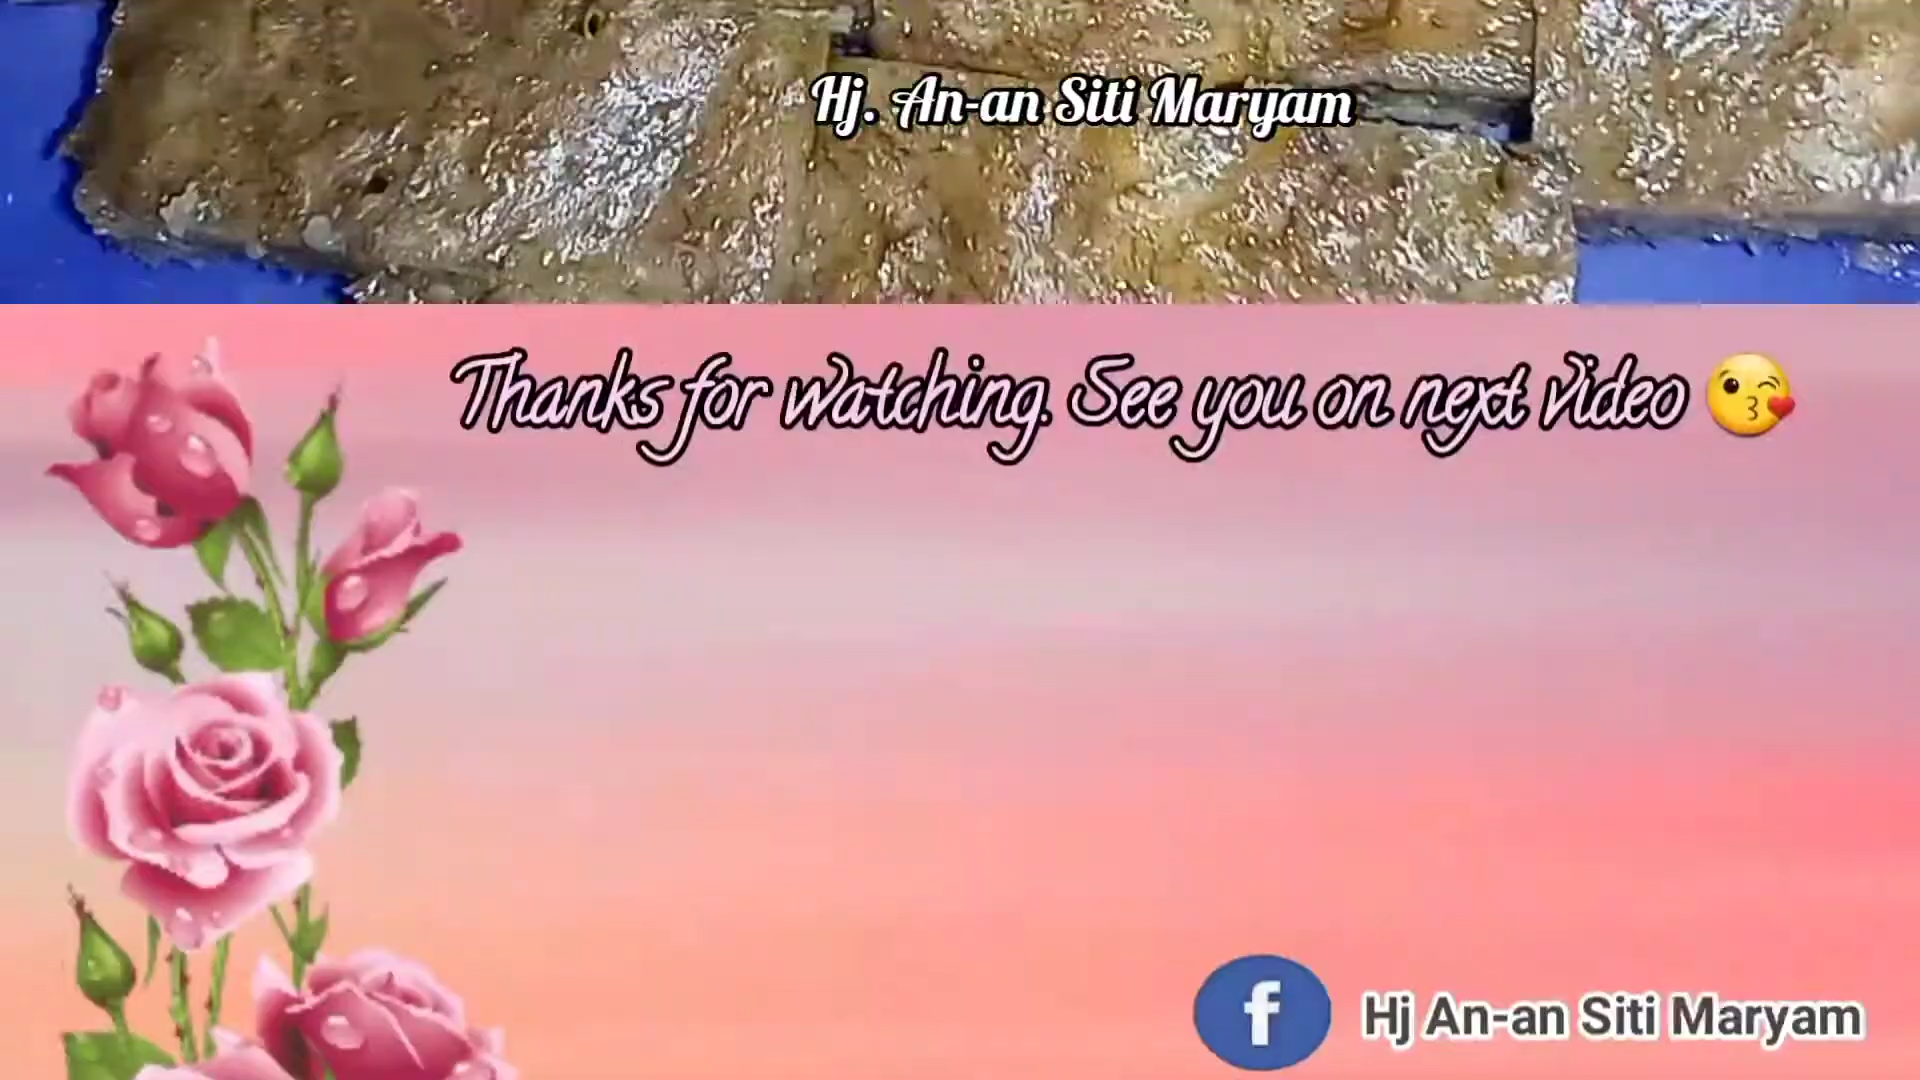 Hj. An-an Siti Maryam
Thanks for watching. See you on next video 😘
f Hj An-an Siti Maryam